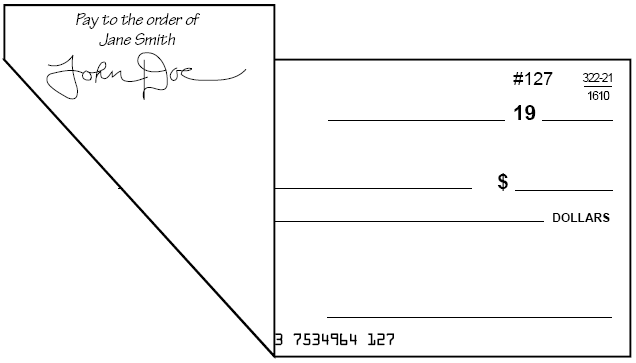 Pay to the order of
Jane Smith
John Doe
#127 322-21
1610
19
$
DOLLARS
3 7534964 127